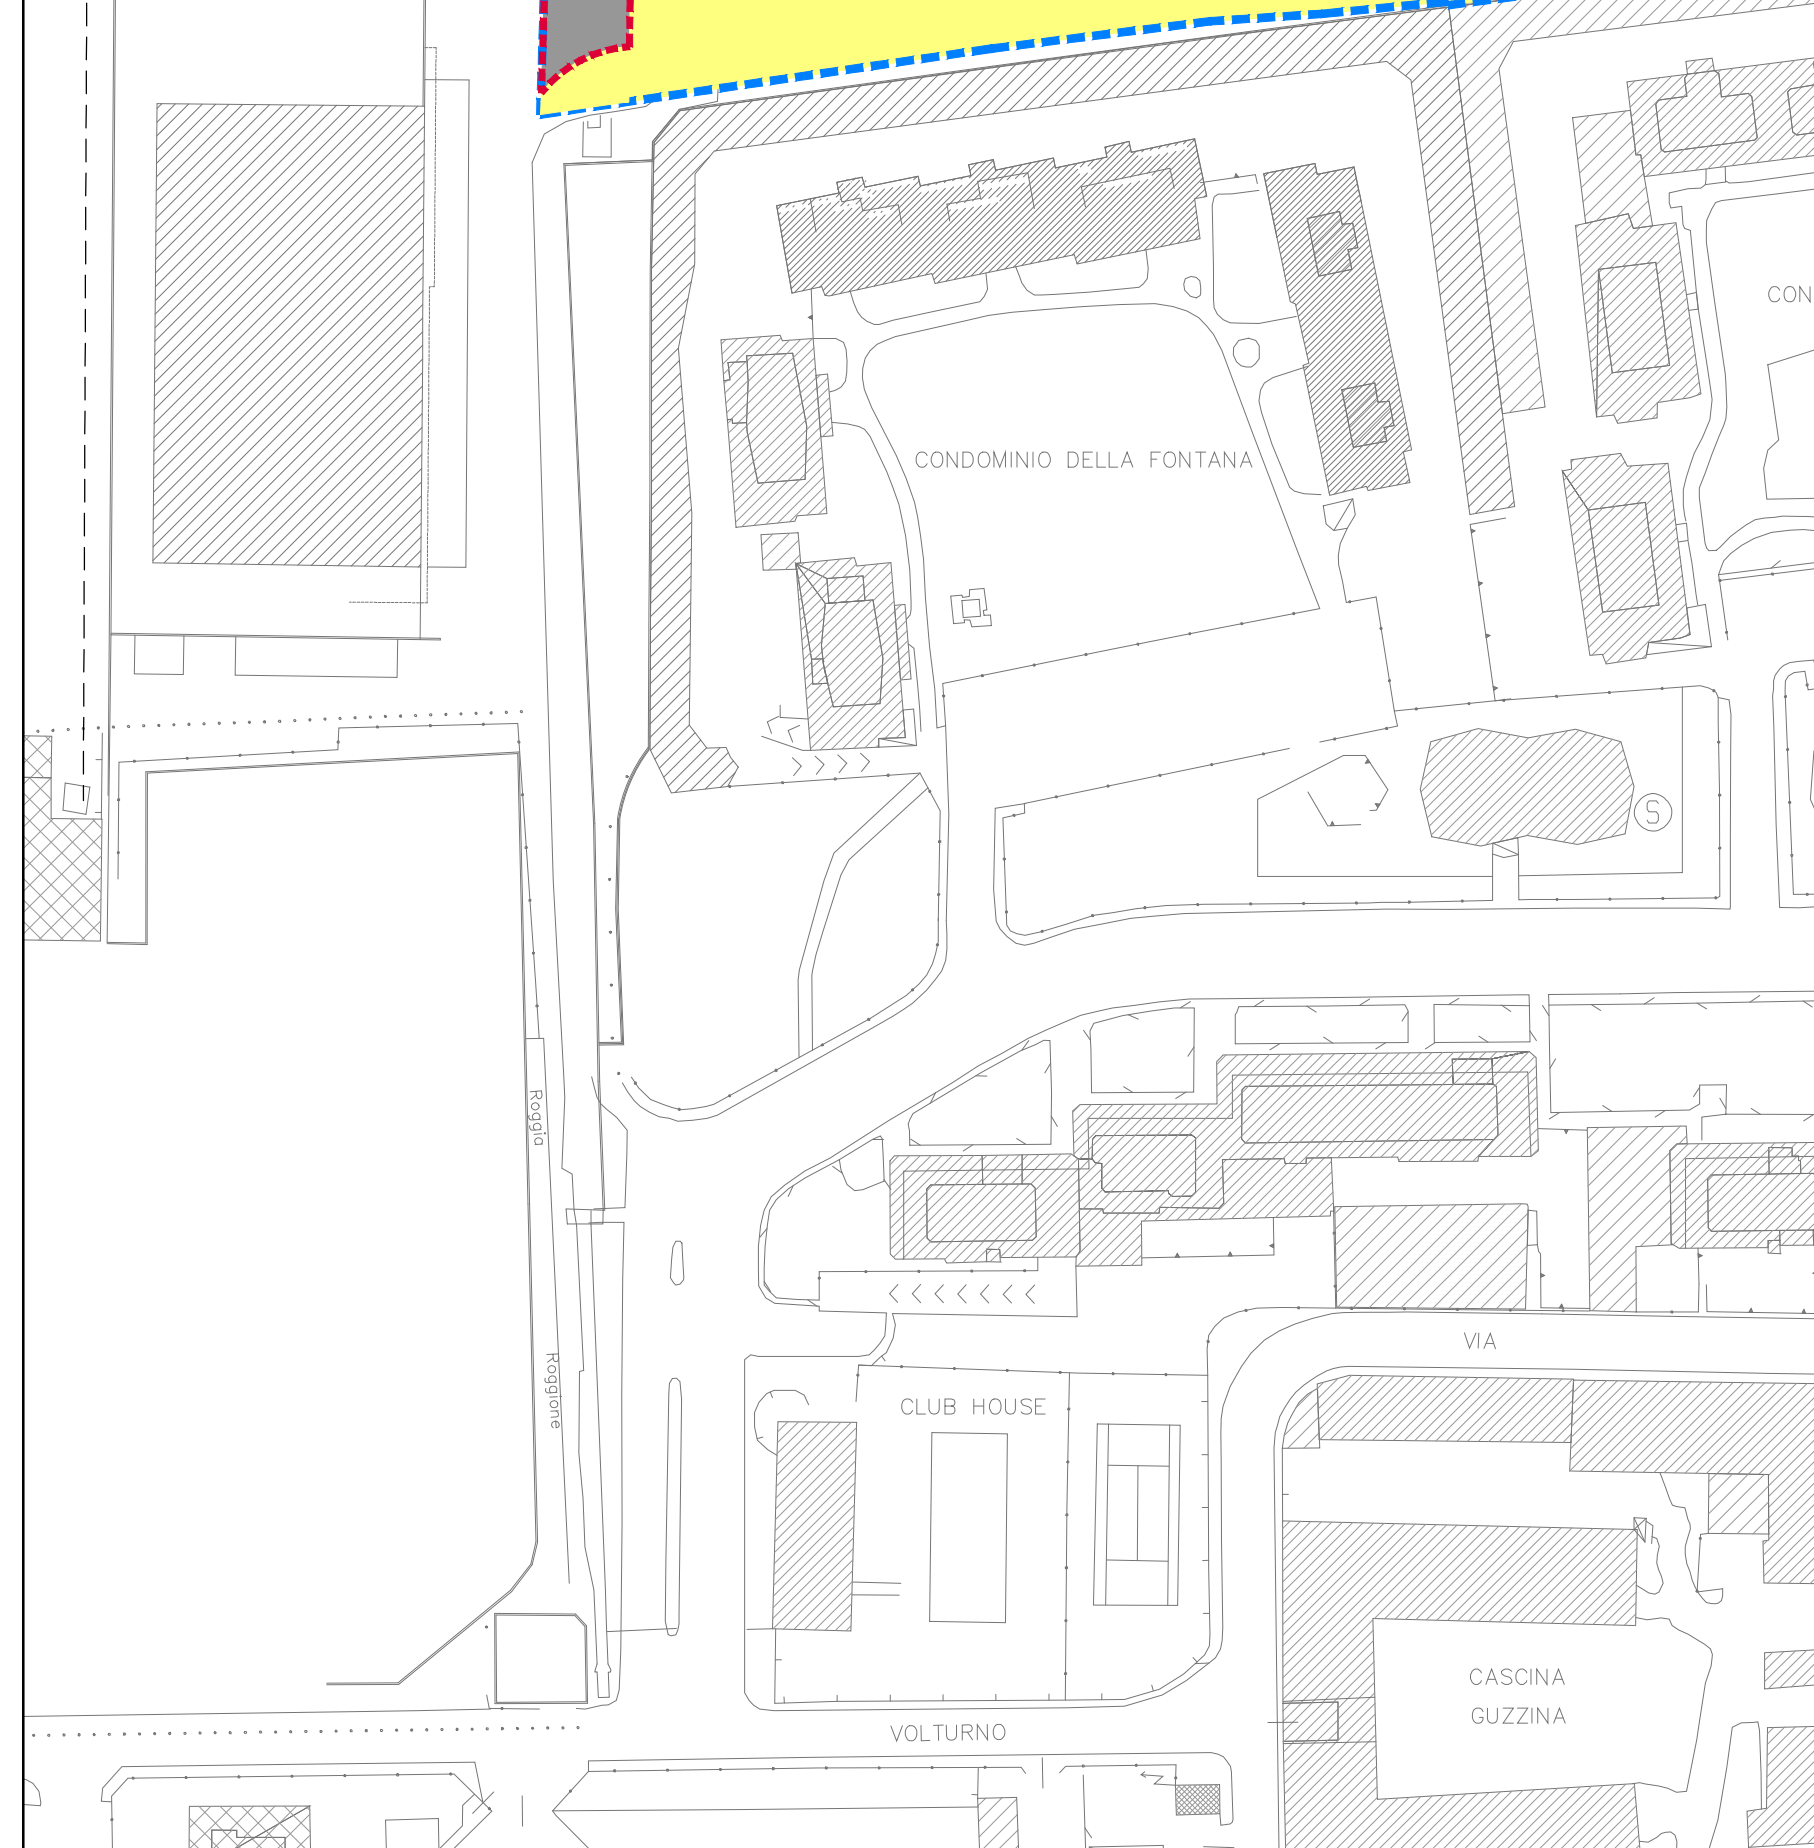 CON
CONDOMINIO DELLA FONTANA
S
Roggia
VIA
Roggione
CLUB HOUSE
CASCINA
GUZZINA
VOLTURNO